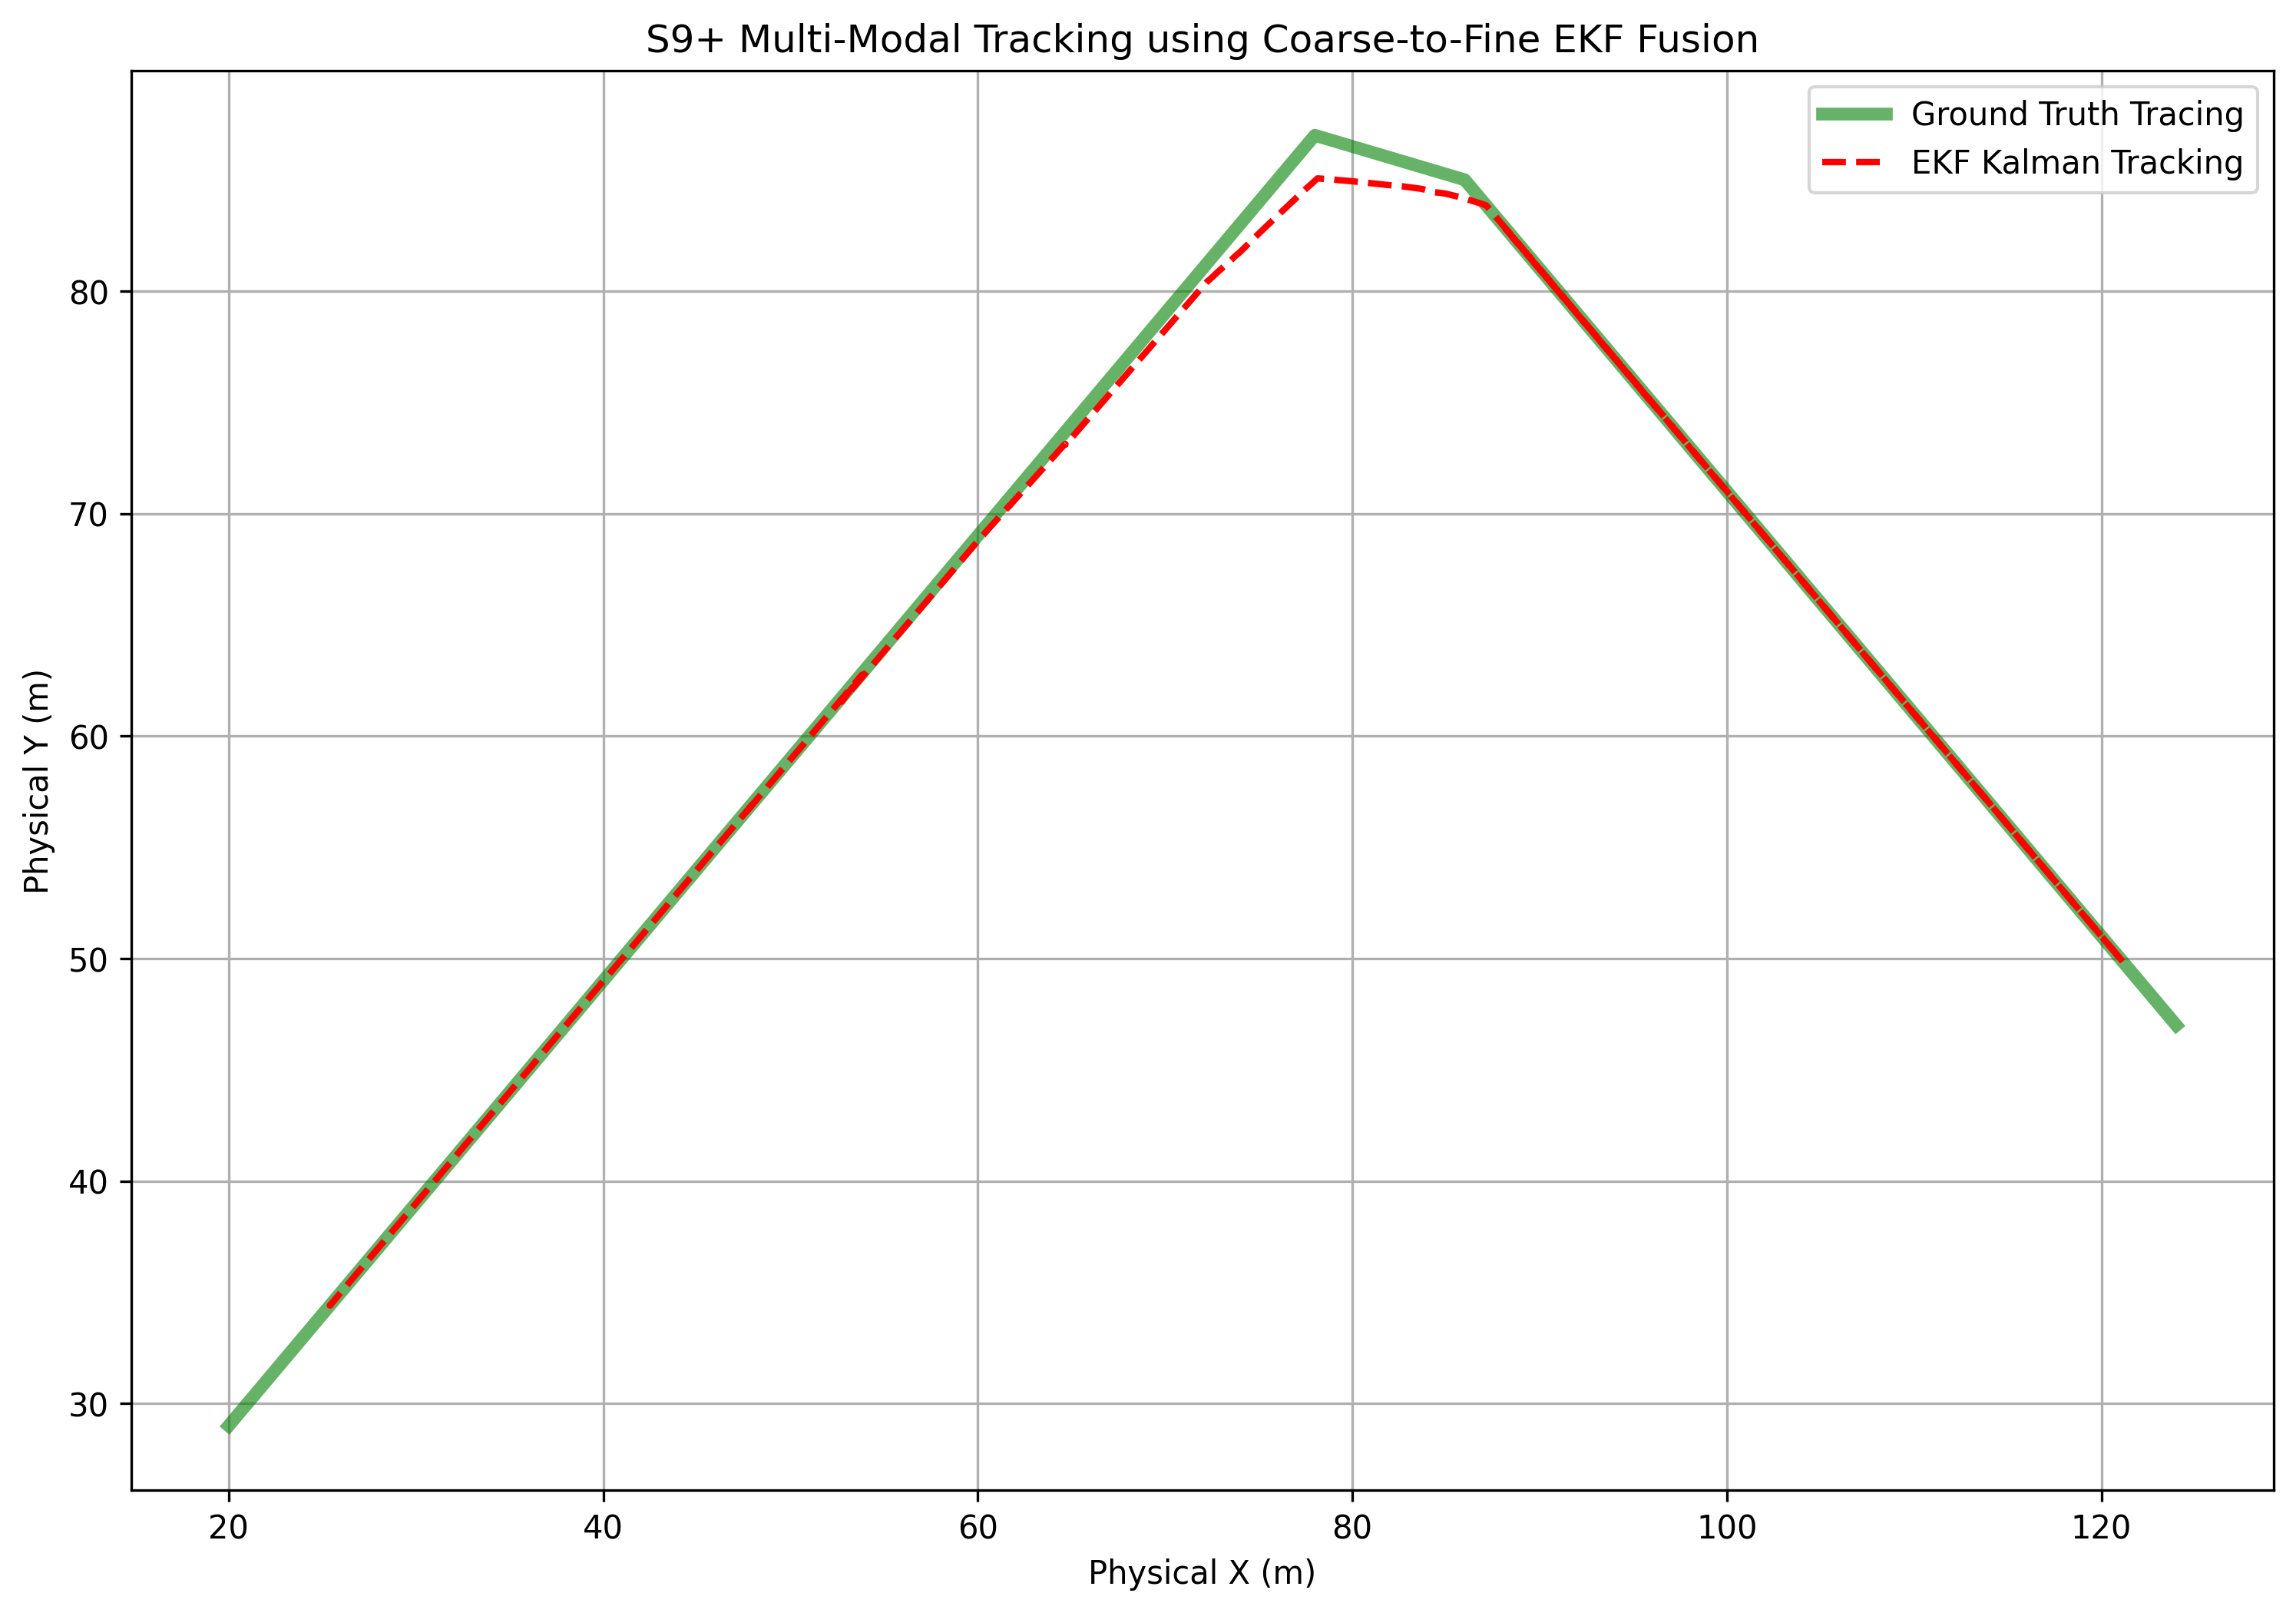 S9+ Multi-Modal Tracking using Coarse-to-Fine EKF Fusion
Ground Truth Tracing
EKF Kalman Tracking
Physical Y (m)
80
70
60
50
40
30
20 40 60 80 100 120
Physical X (m)